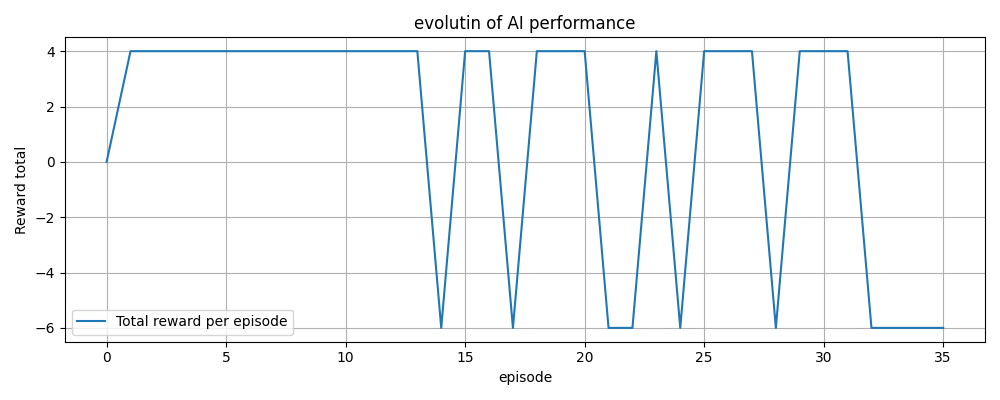 evolutin of AI performance
Reward total
4
2
0
−2
−4
−6
Total reward per episode
0 5 10 15 20 25 30 35
episode